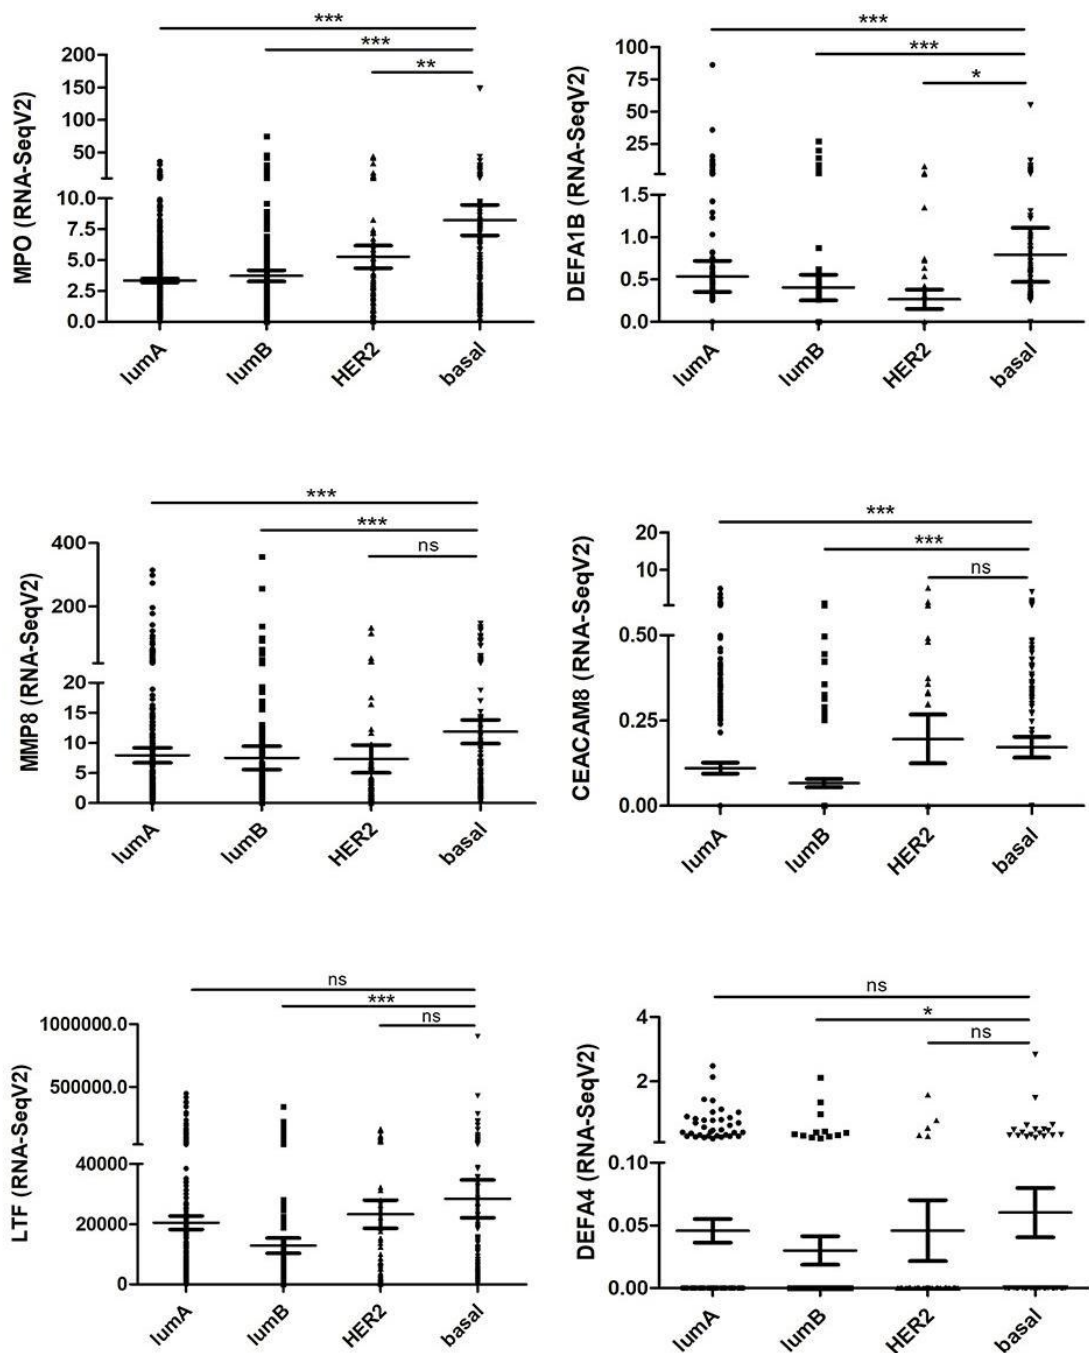 ***
***
**
MPO (RNA-SeqV2)
200
150
100
50
10.0
7.5
5.0
2.5
0.0
lumA
lumB
HER2
basal
***
***
*
DEFA1B (RNA-SeqV2)
100
75
50
25
1.5
1.0
0.5
0.0
lumA
lumB
HER2
basal
***
***
ns
MMP8 (RNA-SeqV2)
400
200
20
15
10
5
0
lumA
lumB
HER2
basal
***
***
ns
CEACAM8 (RNA-SeqV2)
20
10
0.50
0.25
0.00
lumA
lumB
HER2
basal
ns
***
ns
LTF (RNA-SeqV2)
1000000.0
500000.0
40000
20000
0
lumA
lumB
HER2
basal
ns
*
ns
DEFA4 (RNA-SeqV2)
4
2
0.10
0.05
0.00
lumA
lumB
HER2
basal